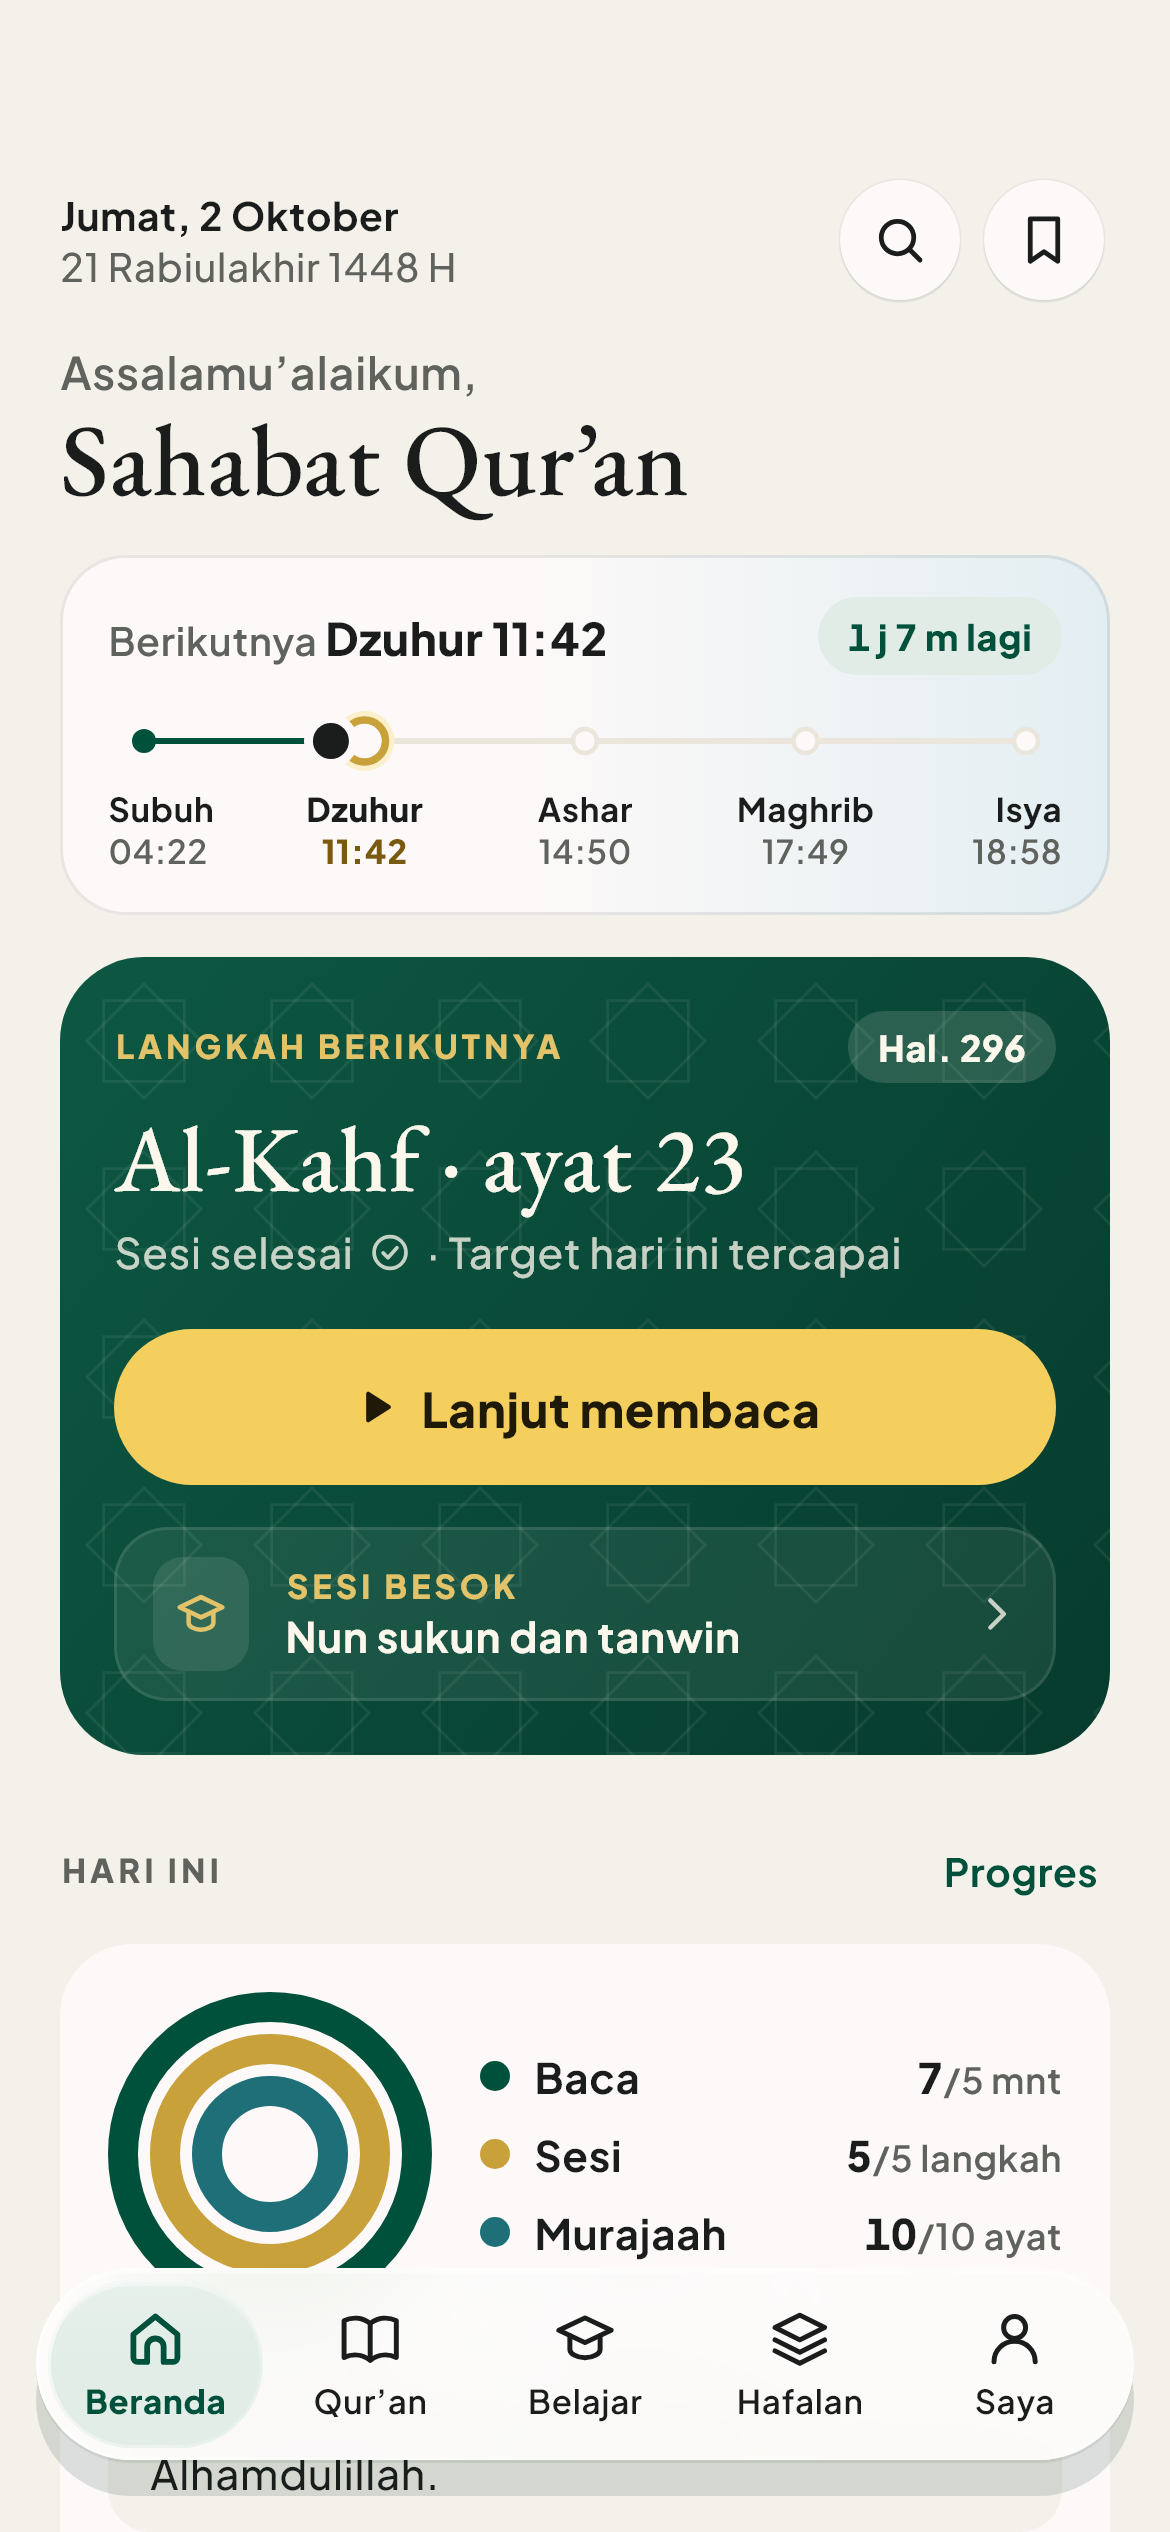 Jumat, 2 Oktober
21 Rabiulakhir 1448 H
Assalamu’alaikum,
Sahabat Qur’an
Berikutnya Dzuhur 11:42
1 j 7 m lagi
Subuh Dzuhur Ashar Maghrib Isya
04:22 11:42 14:50 17:49 18:58
LANGKAH BERIKUTNYA
Hal. 296
Al-Kahf · ayat 23
Sesi selesai · Target hari ini tercapai
Lanjut membaca
SESI BESOK
Nun sukun dan tanwin
HARI INI
Progres
Baca 7/5 mnt
Sesi 5/5 langkah
Murajaah 10/10 ayat
Beranda Qur’an Belajar Hafalan Saya
Alhamdulillah.